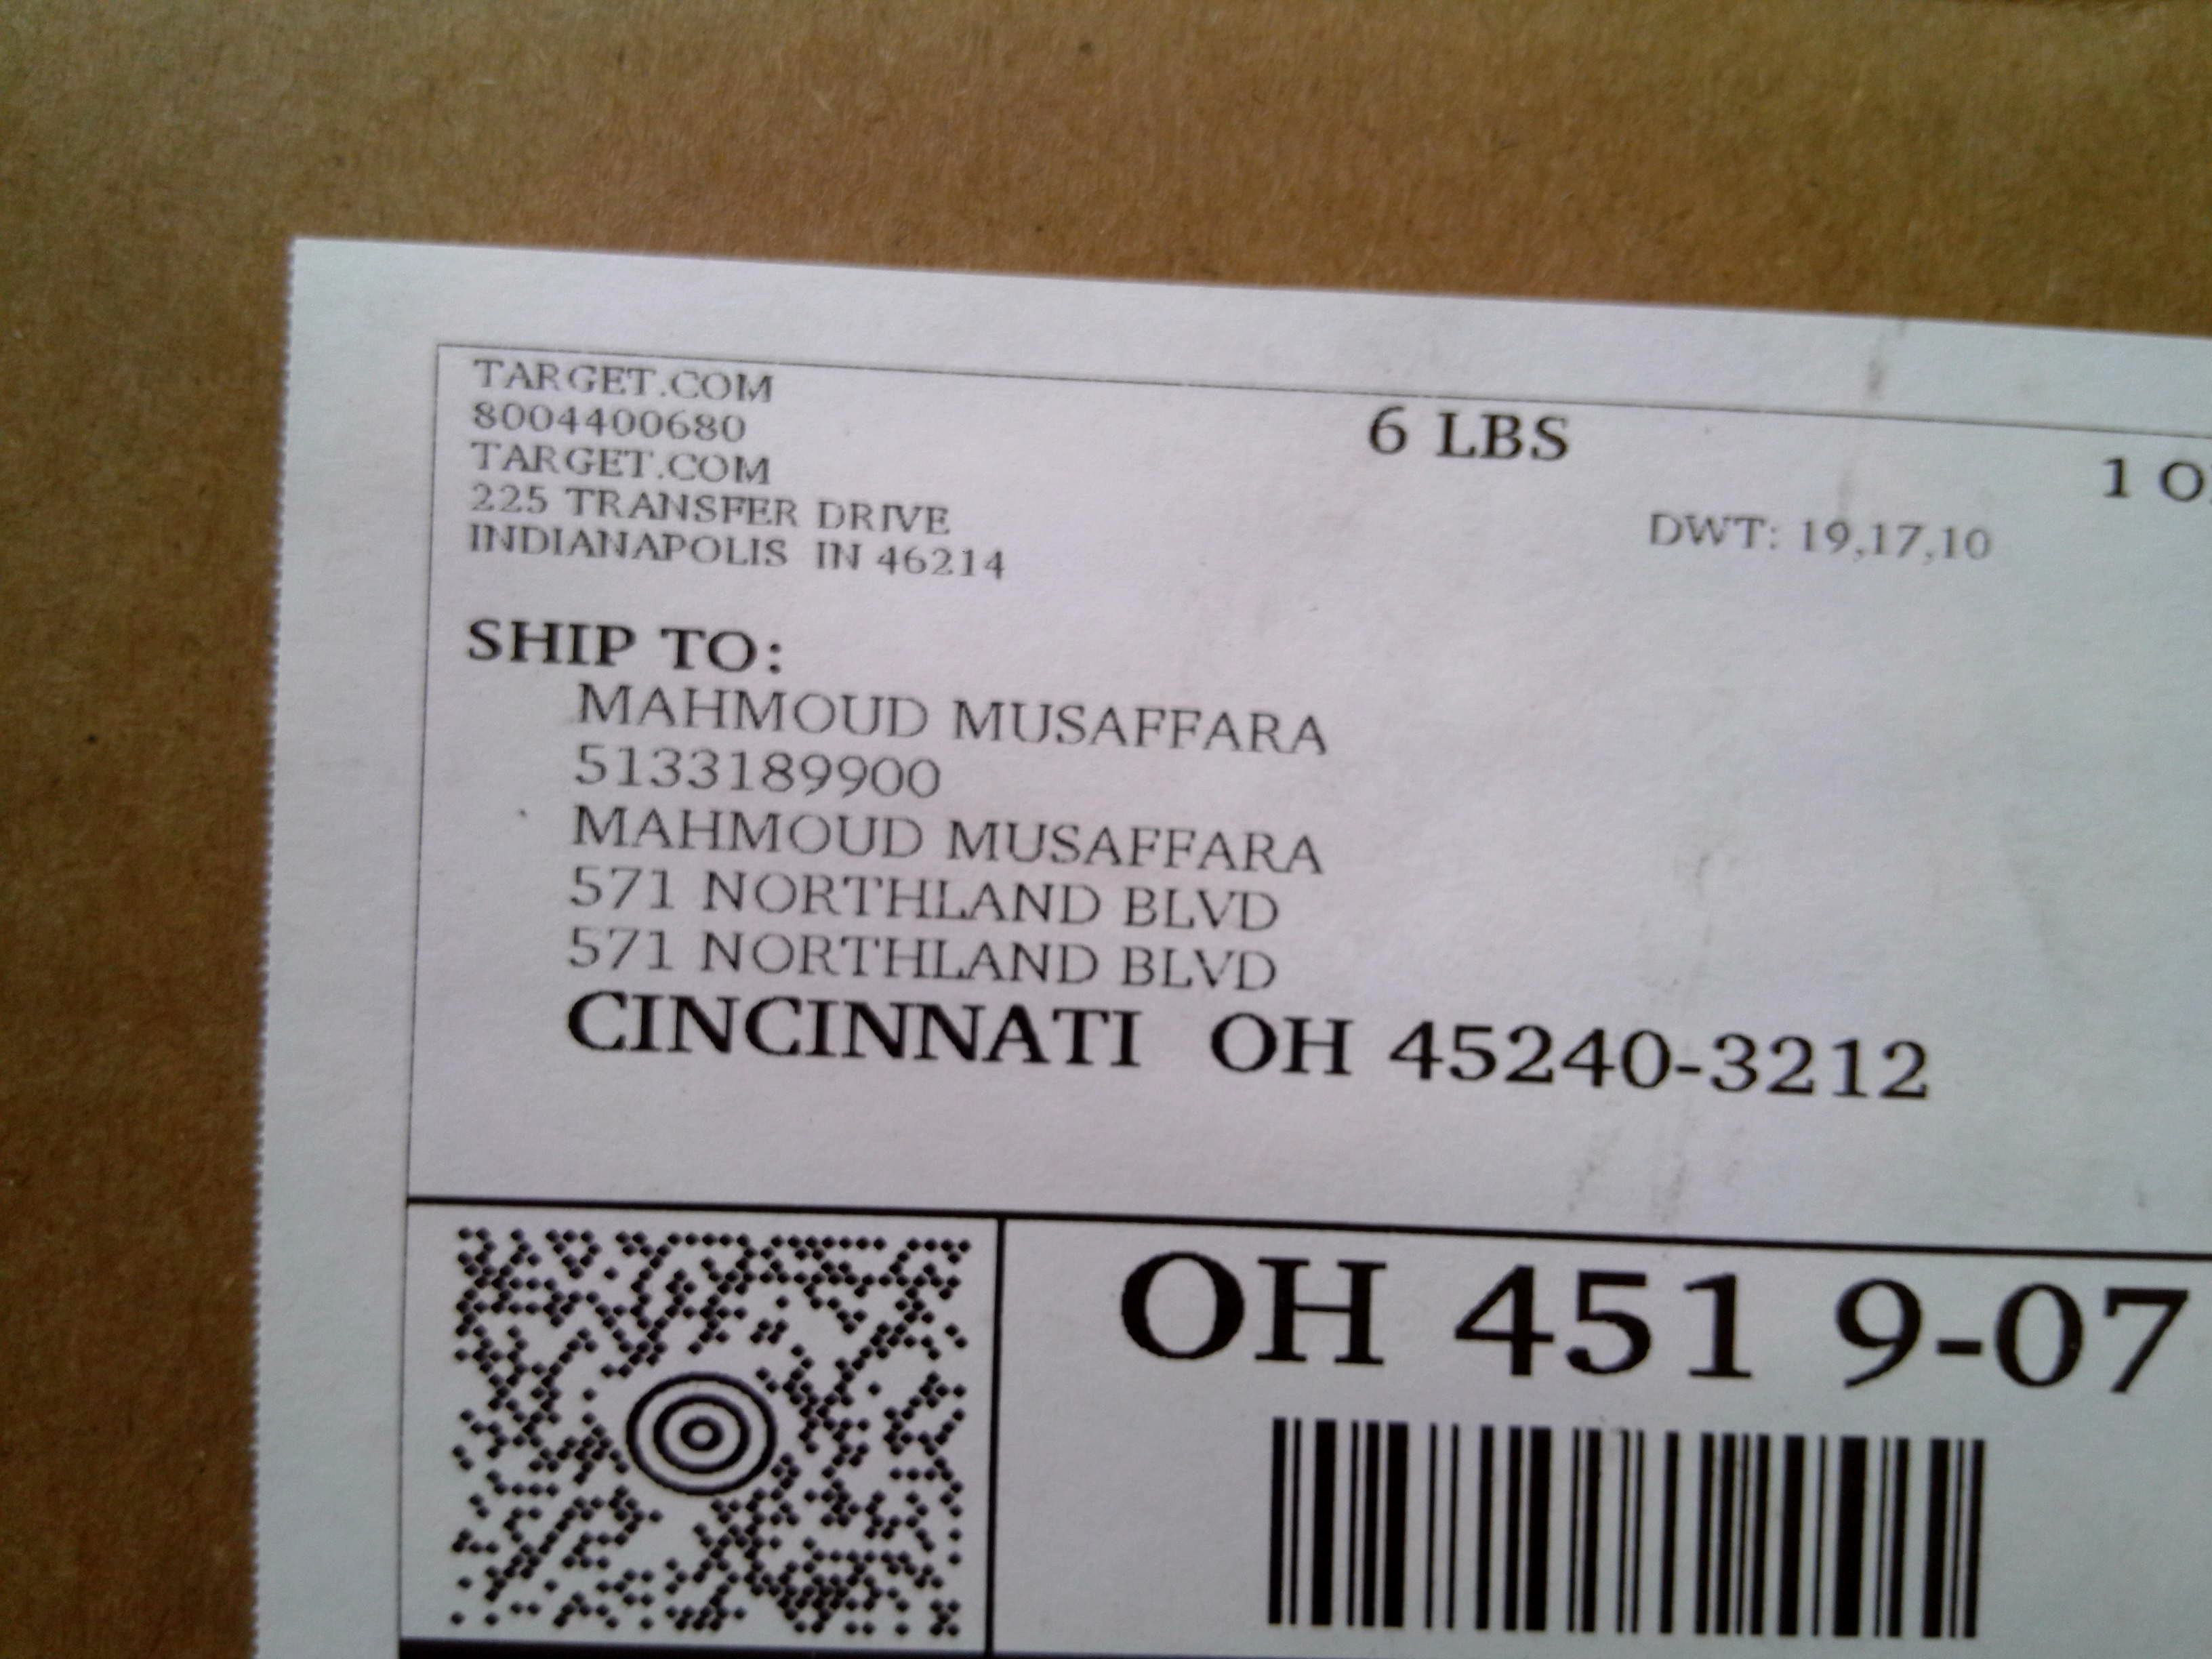 TARGET.COM
8004400680
TARGET.COM
225 TRANSFER DRIVE
INDIANAPOLIS IN 46214
6 LBS
1 O
DWT: 19,17,10
SHIP TO:
MAHMOUD MUSAFFARA
5133189900
MAHMOUD MUSAFFARA
571 NORTHLAND BLVD
571 NORTHLAND BLVD
CINCINNATI OH 45240-3212
OH 451 9-07